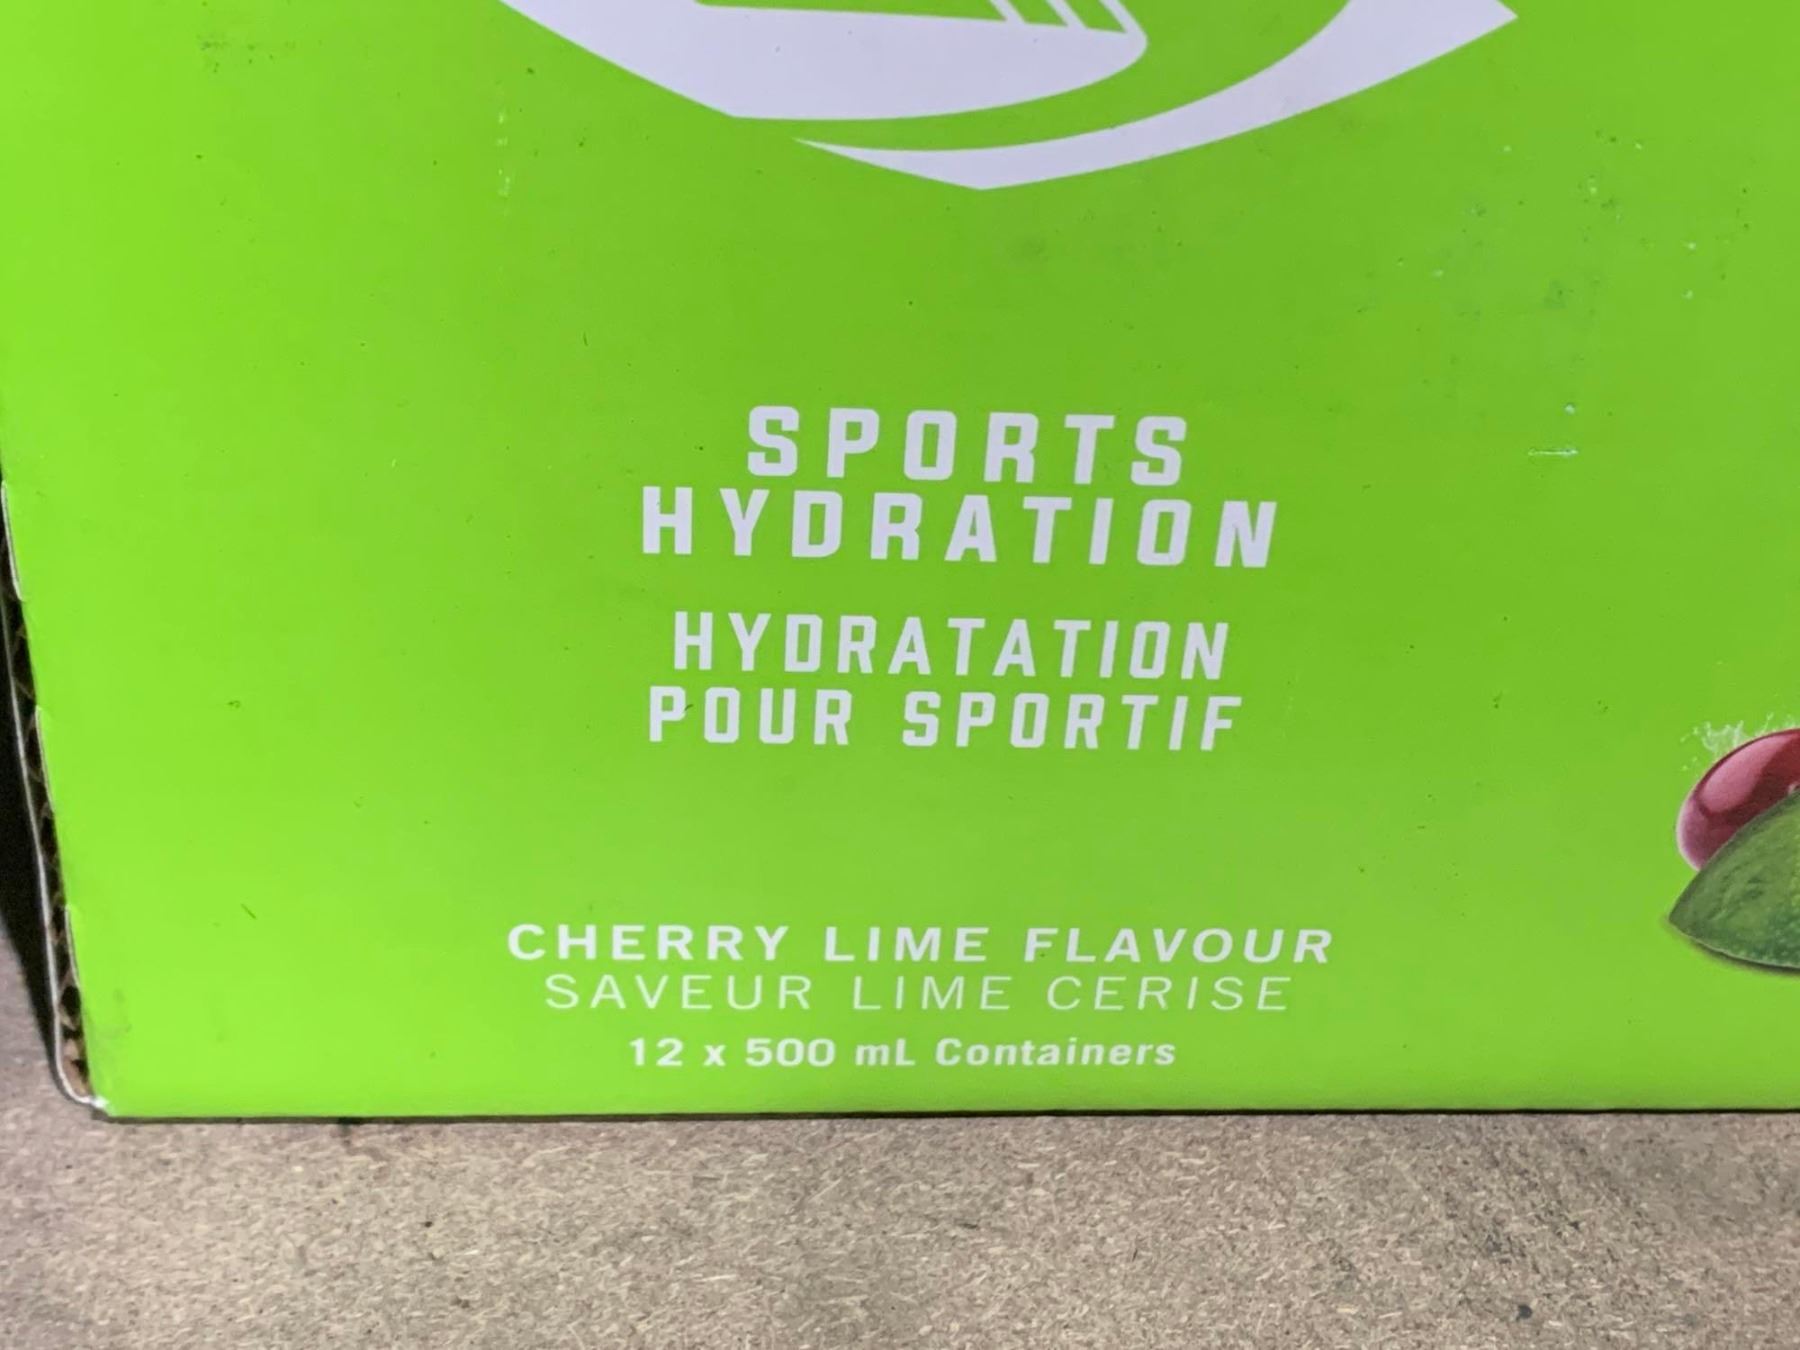 SPORTS
HYDRATION
HYDRATATION
POUR SPORTIF
CHERRY LIME FLAVOUR
SAVEUR LIME CERISE
12 x 500 mL Containers